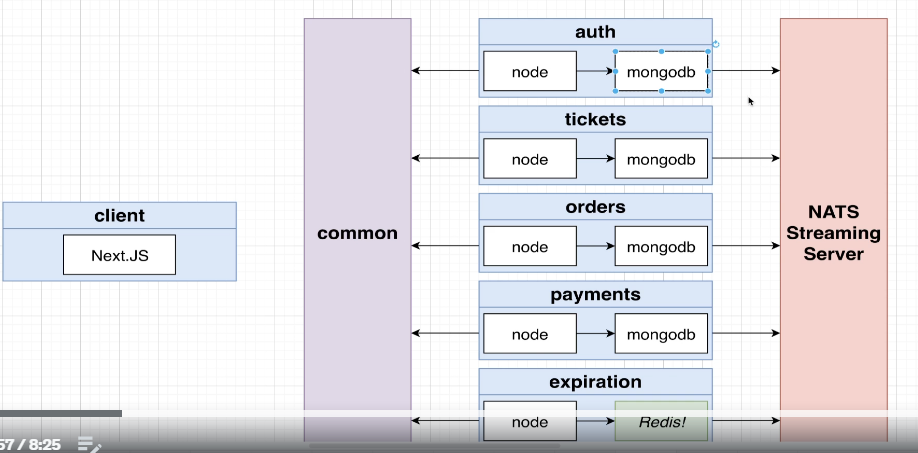 auth
node
mongodb
tickets
node
mongodb
client
Next.JS
common
orders
node
mongodb
NATS
Streaming
Server
payments
node
mongodb
expiration
node
Redis!
57 / 8:25